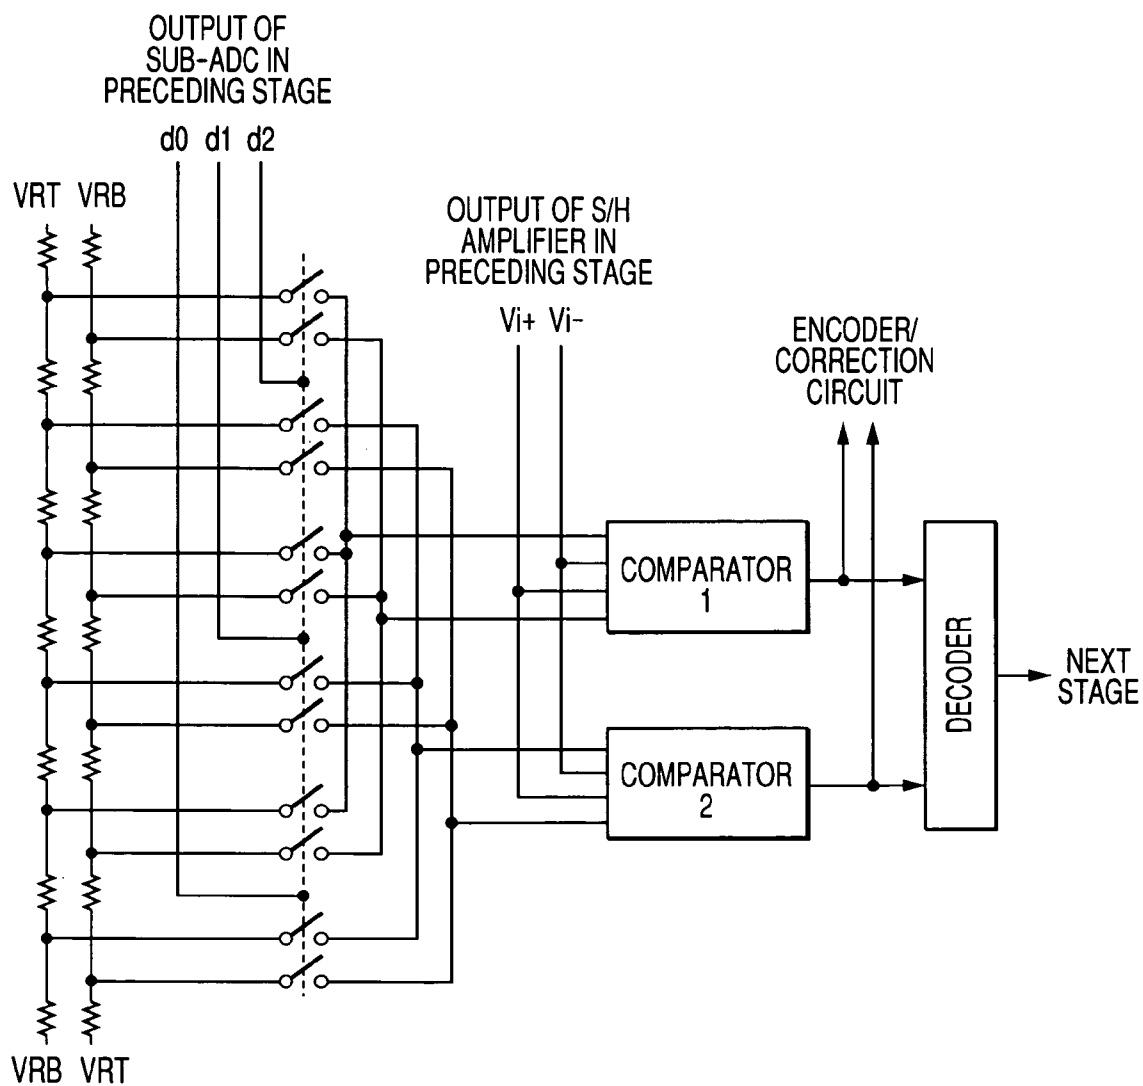 OUTPUT OF
SUB-ADC IN
PRECEDING STAGE
d0 d1 d2
VRT VRB
OUTPUT OF S/H
AMPLIFIER IN
PRECEDING STAGE
Vi+ Vi-
ENCODER/
CORRECTION
CIRCUIT
COMPARATOR
1
DECODER
NEXT
STAGE
COMPARATOR
2
VRB VRT